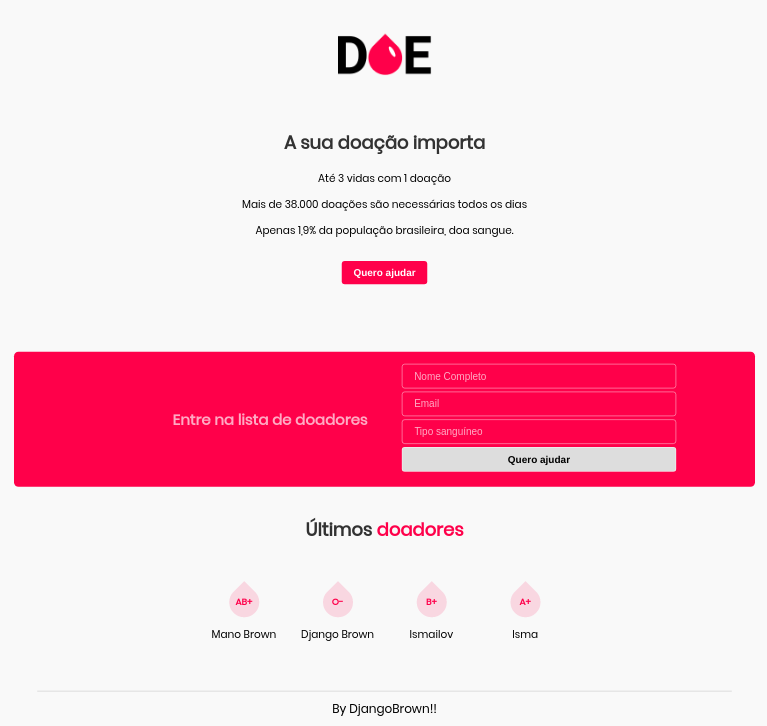 DOE
A sua doação importa
Até 3 vidas com 1 doação
Mais de 38.000 doações são necessárias todos os dias
Apenas 1,9% da população brasileira, doa sangue.
Quero ajudar
Entre na lista de doadores
Nome Completo
Email
Tipo sanguíneo
Quero ajudar
Últimos doadores
AB+ O- B+ A+
Mano Brown Django Brown Ismailov Isma
By DjangoBrown!!